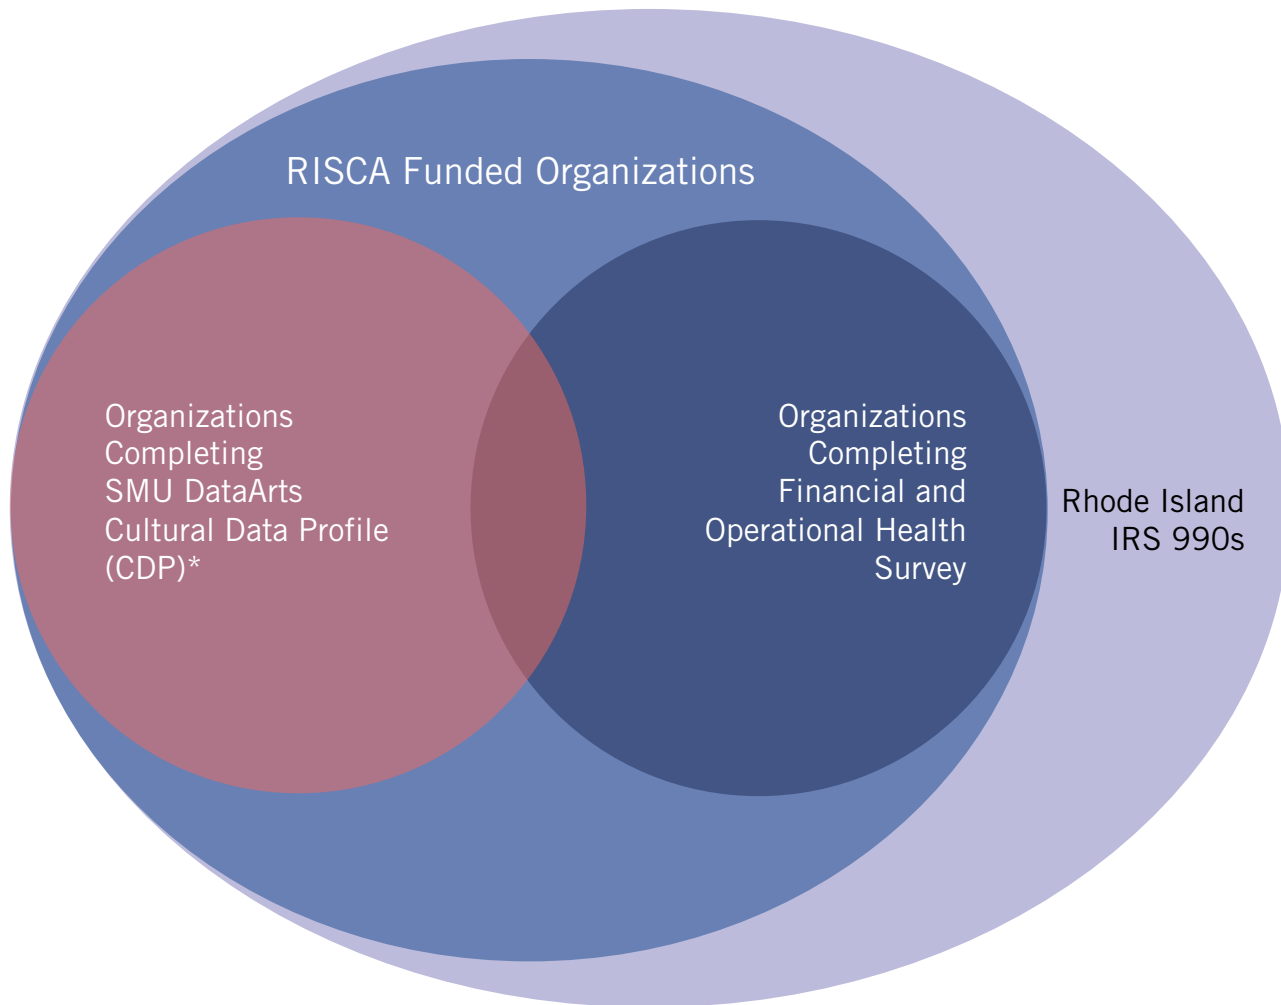 RISCA Funded Organizations
Organizations
Completing
SMU DataArts
Cultural Data Profile
(CDP)*
Organizations
Completing
Financial and
Operational Health
Survey
Rhode Island
IRS 990s